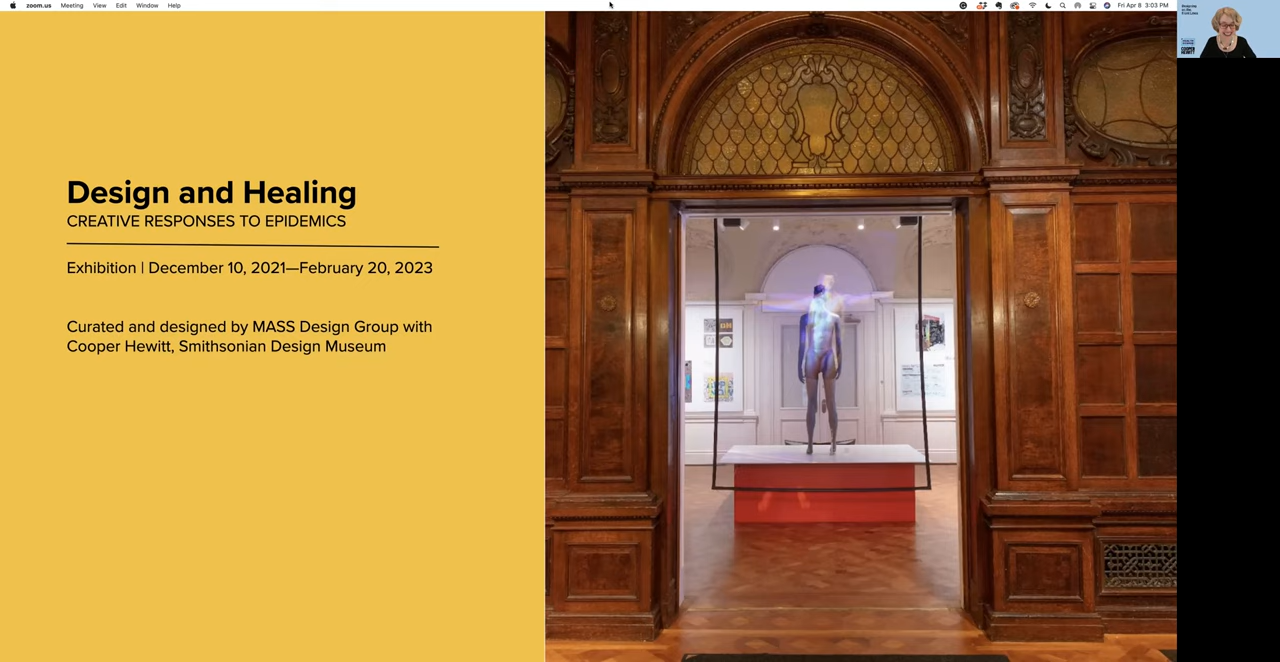 zoom.us Meeting View Edit Window Help
Fri Apr 8 3:03 PM
COOPER
HEWITT
Design and Healing
CREATIVE RESPONSES TO EPIDEMICS
Exhibition | December 10, 2021—February 20, 2023
Curated and designed by MASS Design Group with
Cooper Hewitt, Smithsonian Design Museum